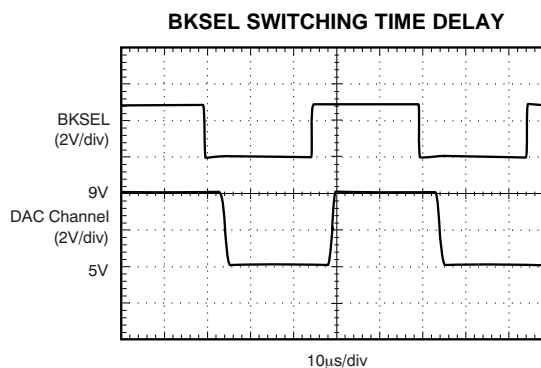 BKSEL SWITCHING TIME DELAY
BKSEL
(2V/div)
9V
DAC Channel
(2V/div)
5V
10μs/div